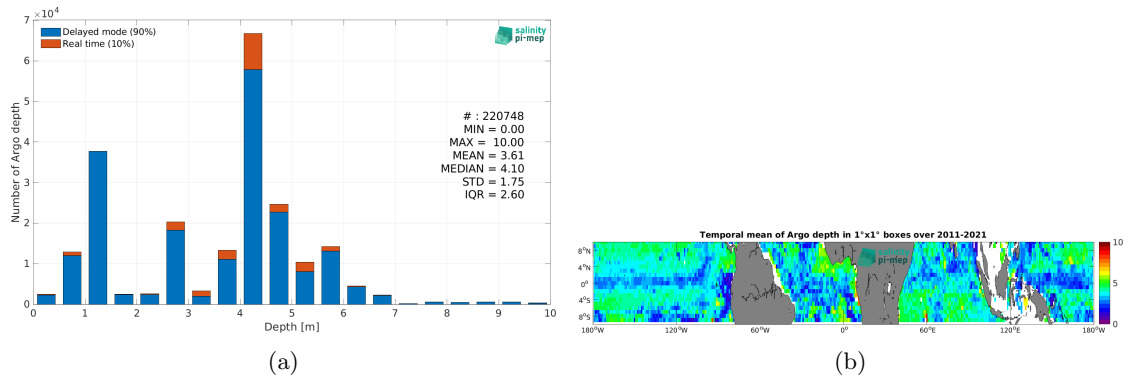 7 ×10⁴
Delayed mode (90%)
Real time (10%)
salinity
pi-mep
6
5
4
3
2
1
0
Number of Argo depth
# : 220748
MIN = 0.00
MAX = 10.00
MEAN = 3.61
MEDIAN = 4.10
STD = 1.75
IQR = 2.60
0 1 2 3 4 5 6 7 8 9 10
Depth [m]
(a)
Temporal mean of Argo depth in 1°x1° boxes over 2011-2021
salinity
pi-mep
8°N
4°N
0°
4°S
8°S
180°W 120°W 60°W 0° 60°E 120°E 180°W
10
5
0
(b)